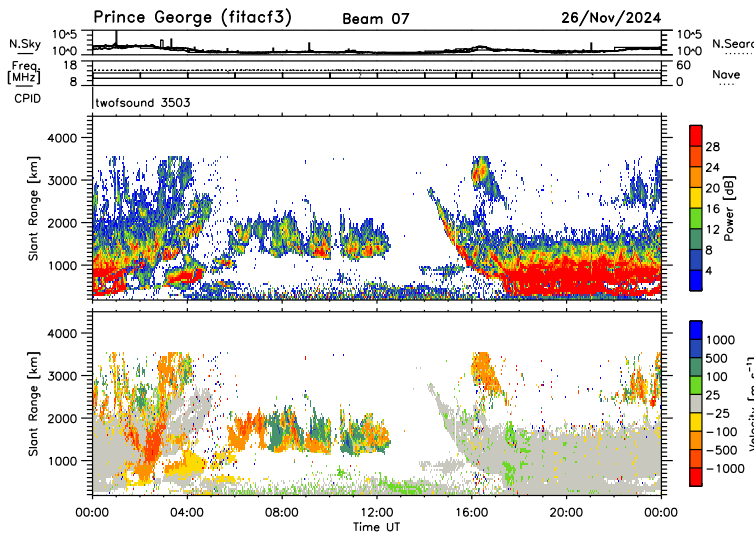 Prince George (fitacf3) Beam 07 26/Nov/2024
N.Sky 10^5 10^0 10^5 10^0 N.Searc
Freq. [MHz] 18 8 60 0 Nave
CPID twofsound 3503
Slant Range [km] 4000 3000 2000 1000
28 24 20 16 12 8 4 Power [dB]
Slant Range [km] 4000 3000 2000 1000
1000 500 100 25 -25 -100 -500 -1000 Velocity [m s^-1]
00:00 04:00 08:00 12:00 16:00 20:00 00:00
Time UT